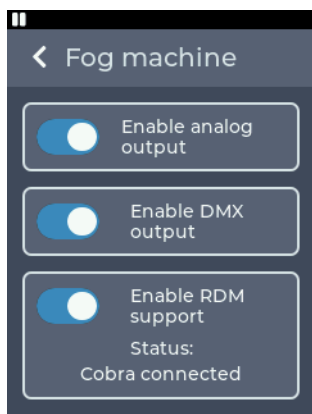 Fog machine
Enable analog
output
Enable DMX
output
Enable RDM
support
Status:
Cobra connected